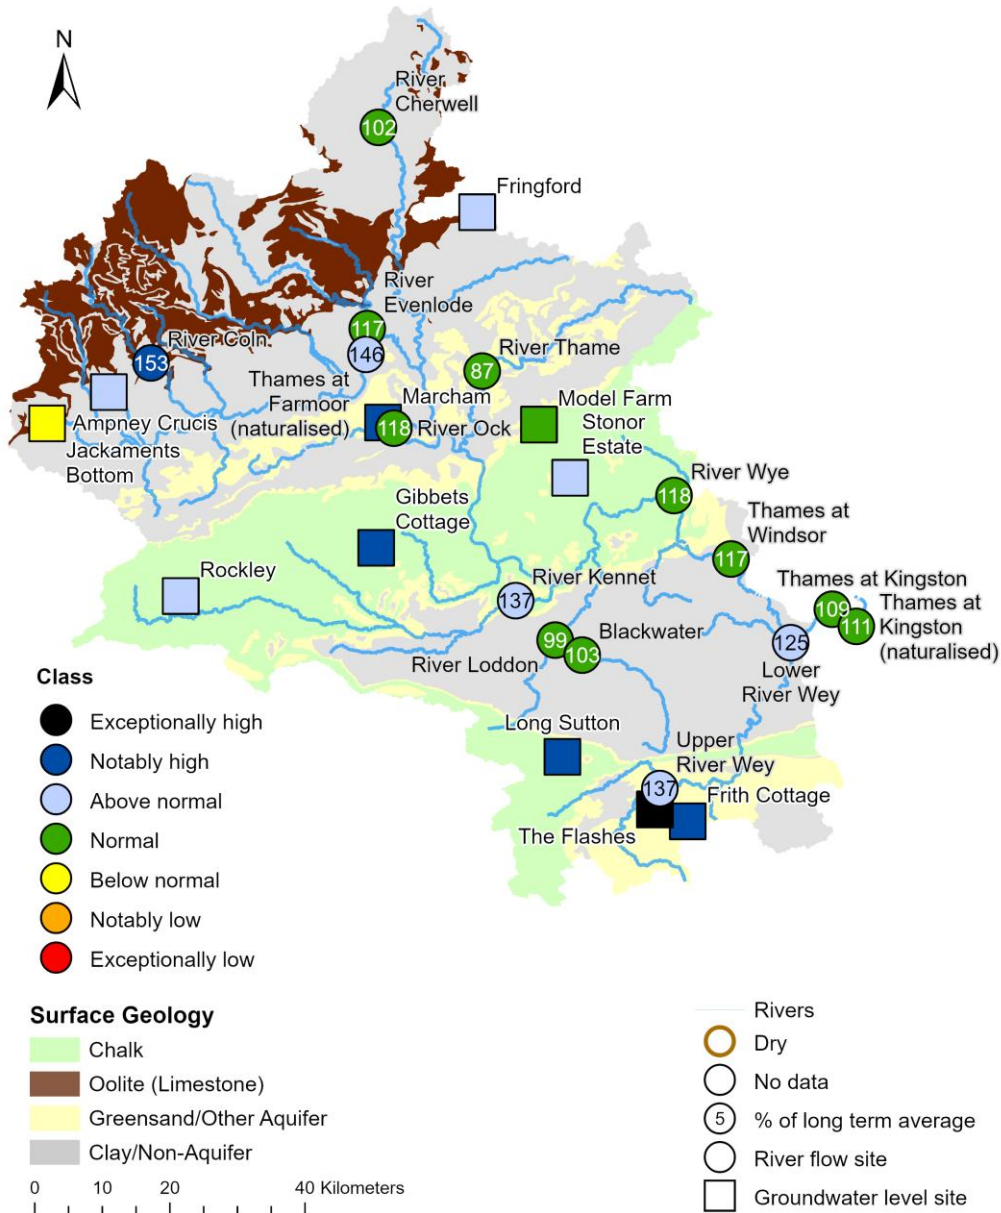 N
River
Cherwell
102
Fringford
River
Evenlode
117
River Coln
153
146
River Thame
87
Thames at
Farmoor
(naturalised)
Marcham
118
River Ock
Model Farm
Stonor
Estate
Ampney Crucis
Jackaments
Bottom
River Wye
118
Gibbets
Cottage
Thames at
Windsor
117
Rockley
River Kennet
137
Thames at Kingston
109
Thames at
Kingston
(naturalised)
111
99
Blackwater
103
River Loddon
125
Lower
River Wey
Long Sutton
Upper
River Wey
137
Frith Cottage
The Flashes
Class
Exceptionally high
Notably high
Above normal
Normal
Below normal
Notably low
Exceptionally low
Surface Geology
Chalk
Oolite (Limestone)
Greensand/Other Aquifer
Clay/Non-Aquifer
0 10 20 40 Kilometers
Rivers
Dry
No data
5 % of long term average
River flow site
Groundwater level site